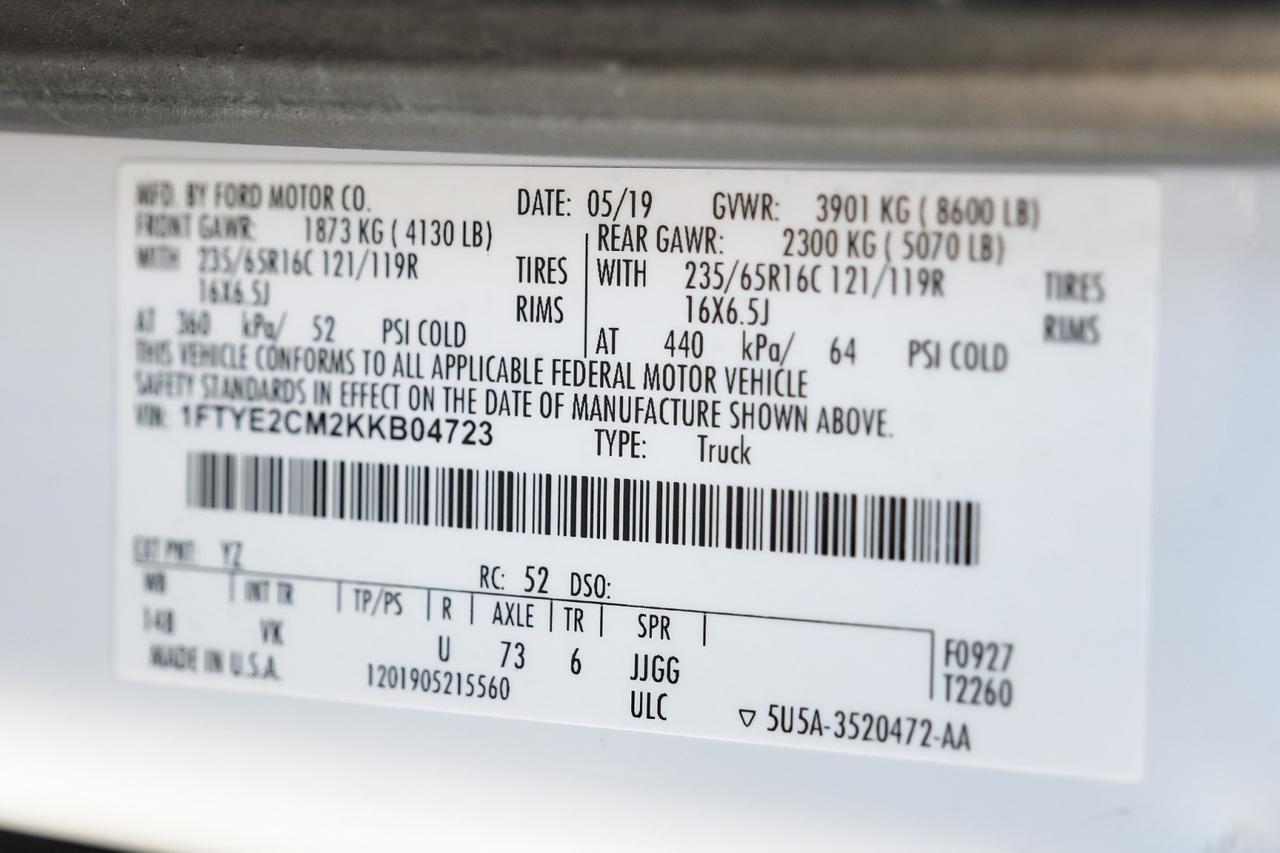 MFD. BY FORD MOTOR CO. DATE: 05/19 GVWR: 3901 KG ( 8600 LB)
FRONT GAWR: 1873 KG ( 4130 LB) REAR GAWR: 2300 KG ( 5070 LB)
WITH 235/65R16C 121/119R TIRES WITH 235/65R16C 121/119R TIRES
16X6.5J RIMS 16X6.5J RIMS
AT 360 kPa/ 52 PSI COLD AT 440 kPa/ 64 PSI COLD
THIS VEHICLE CONFORMS TO ALL APPLICABLE FEDERAL MOTOR VEHICLE
SAFETY STANDARDS IN EFFECT ON THE DATE OF MANUFACTURE SHOWN ABOVE.
VIN: 1FTYE2CM2KKB04723 TYPE: Truck
EXT PNT: YZ RC: 52 DSO:
WB INT TR TP/PS R AXLE TR SPR F0927
148 VK U 73 6 JJGG T2260
MADE IN U.S.A. 1201905215560 ULC ▽ 5U5A-3520472-AA